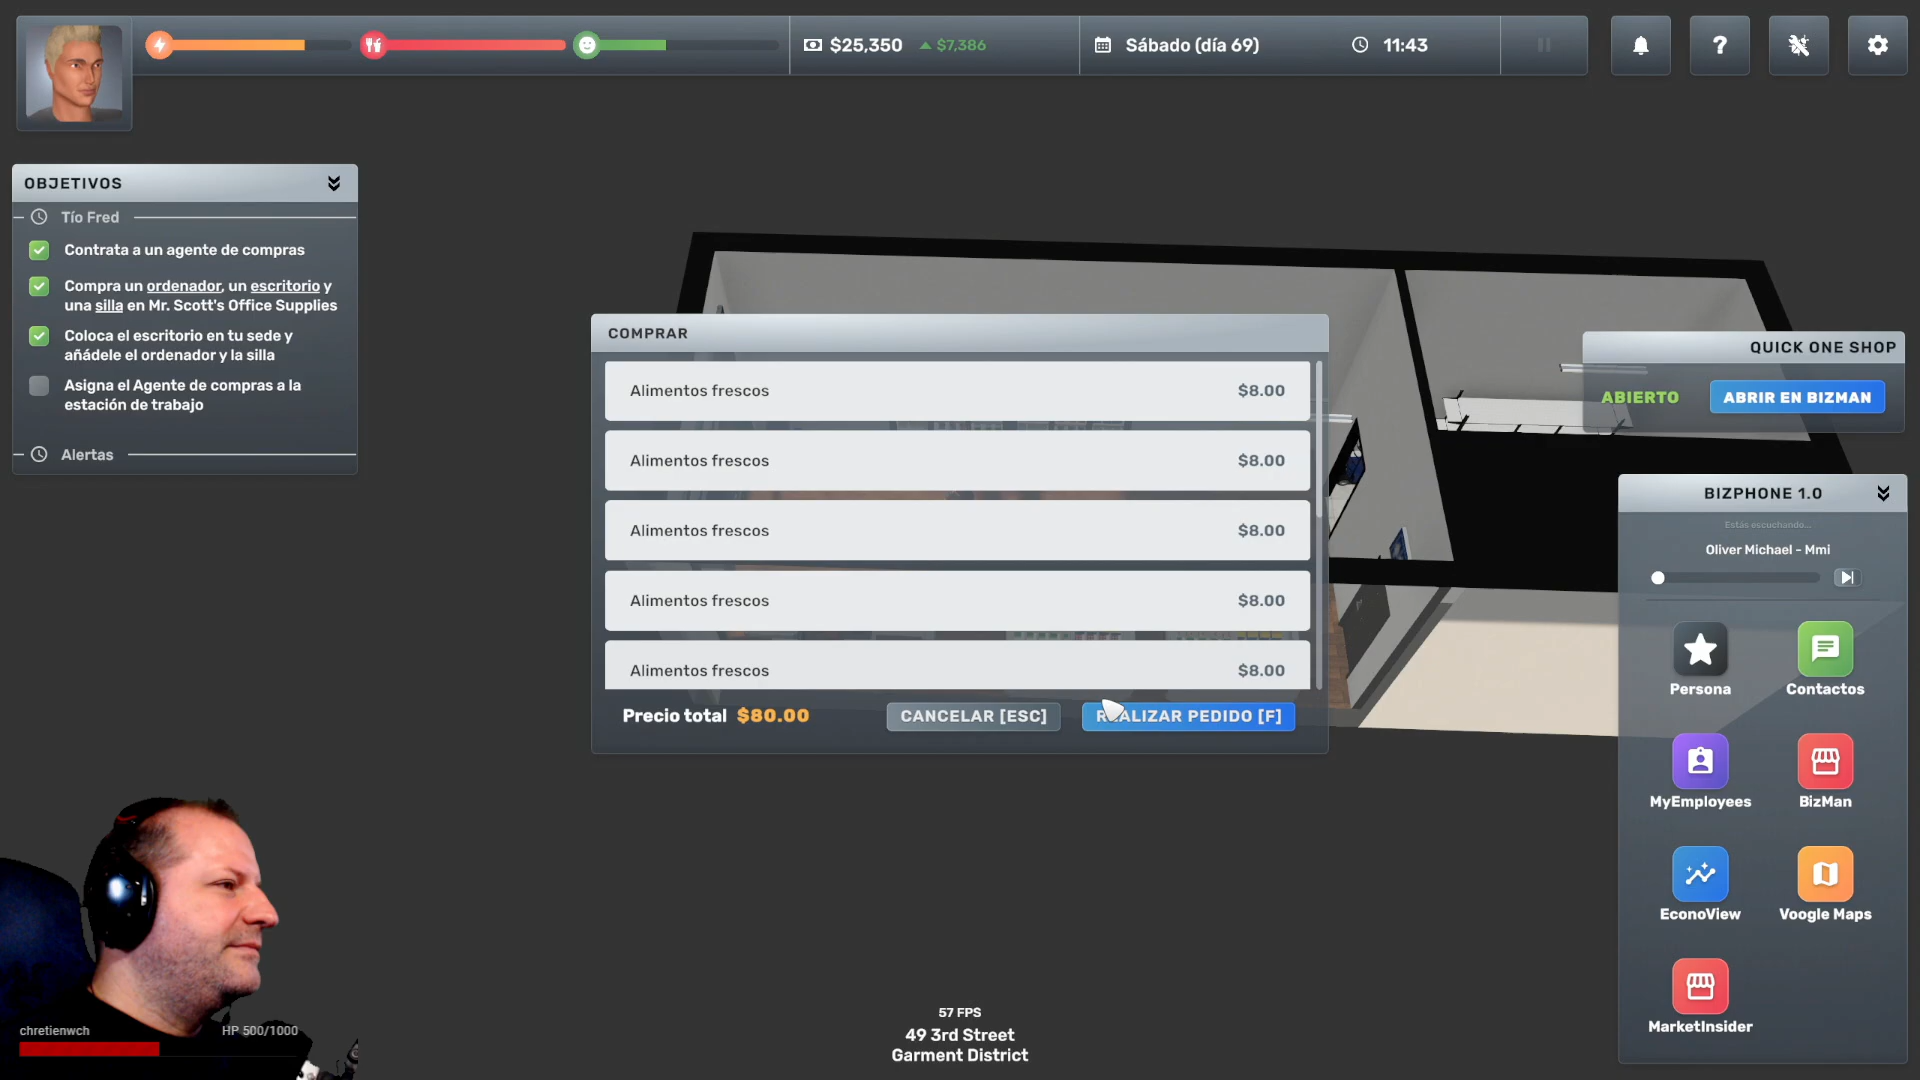 $25,350
$7,386
Sábado (día 69)
11:43
OBJETIVOS
Tío Fred
Contrata a un agente de compras
Compra un ordenador, un escritorio y
una silla en Mr. Scott's Office Supplies
Coloca el escritorio en tu sede y
añádele el ordenador y la silla
Asigna el Agente de compras a la
estación de trabajo
Alertas
COMPRAR
Alimentos frescos $8.00
Alimentos frescos $8.00
Alimentos frescos $8.00
Alimentos frescos $8.00
Alimentos frescos $8.00
Precio total $80.00
CANCELAR [ESC]
REALIZAR PEDIDO [F]
QUICK ONE SHOP
ABIERTO
ABRIR EN BIZMAN
BIZPHONE 1.0
Estás escuchando...
Oliver Michael - Mmi
Persona
Contactos
MyEmployees
BizMan
EconoView
Voogle Maps
MarketInsider
chretienwch
HP 500/1000
57 FPS
49 3rd Street
Garment District